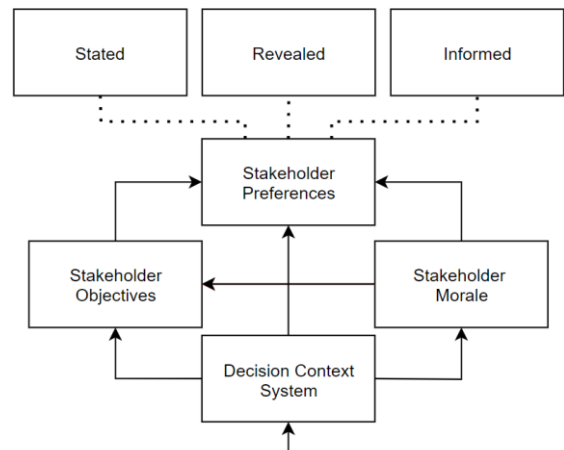 Stated
Revealed
Informed
Stakeholder
Preferences
Stakeholder
Objectives
Stakeholder
Morale
Decision Context
System